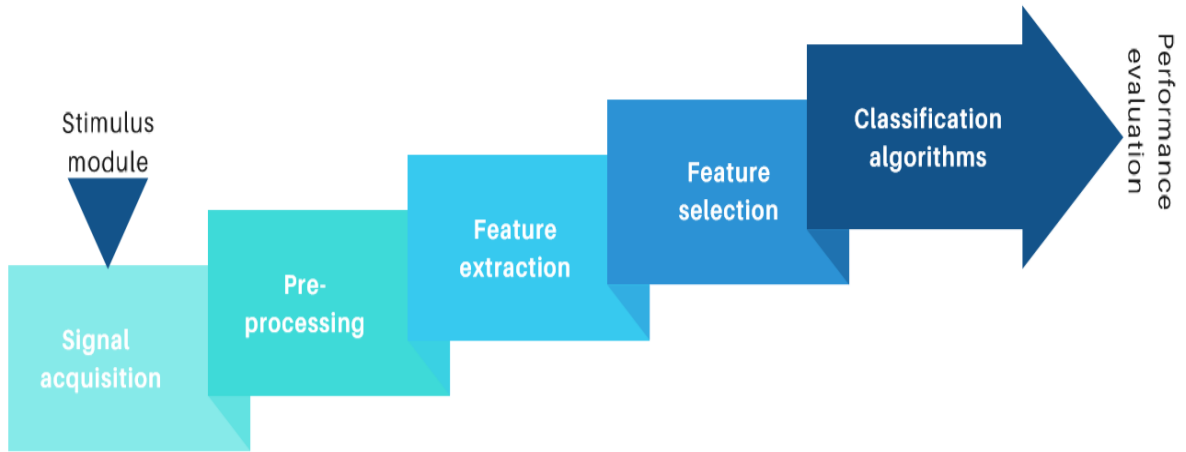 Stimulus
module
Signal
acquisition
Pre-
processing
Feature
extraction
Feature
selection
Classification
algorithms
Performance
evaluation